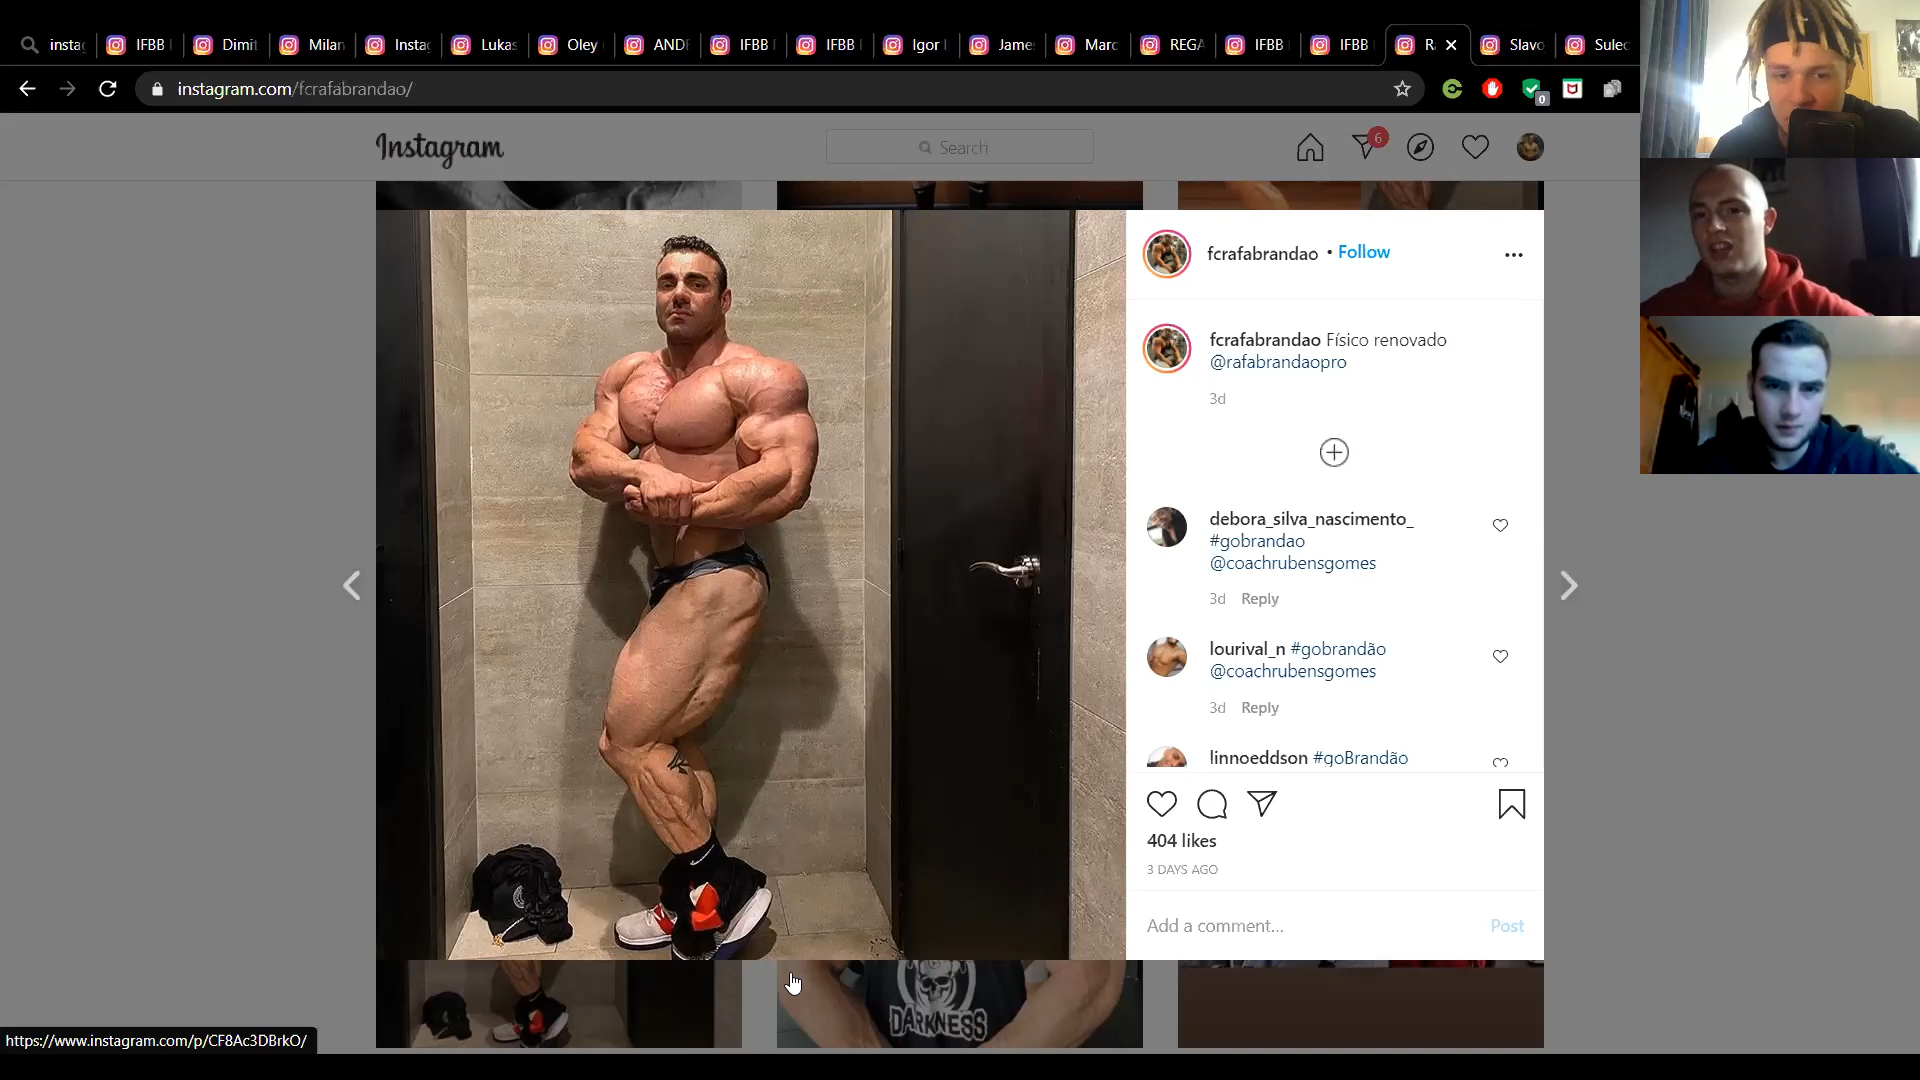 insta
IFBB
Dimit
Milan
Insta
Lukas
Oley
ANDR
IFBB
IFBB
Igor
Jame
Marc
REGA
IFBB
IFBB
R
Slavo
Sulec
instagram.com/fcrafabrandao/
0
Instagram
Search
6
fcrafabrandao • Follow
fcrafabrandao Físico renovado
@rafabrandaopro
3d
debora_silva_nascimento_
#gobrandao
@coachrubensgomes
3d Reply
lourival_n #gobrandão
@coachrubensgomes
3d Reply
linnoeddson #goBrandão
404 likes
3 DAYS AGO
Add a comment... Post
DARKNESS
https://www.instagram.com/p/CF8Ac3DBrkO/